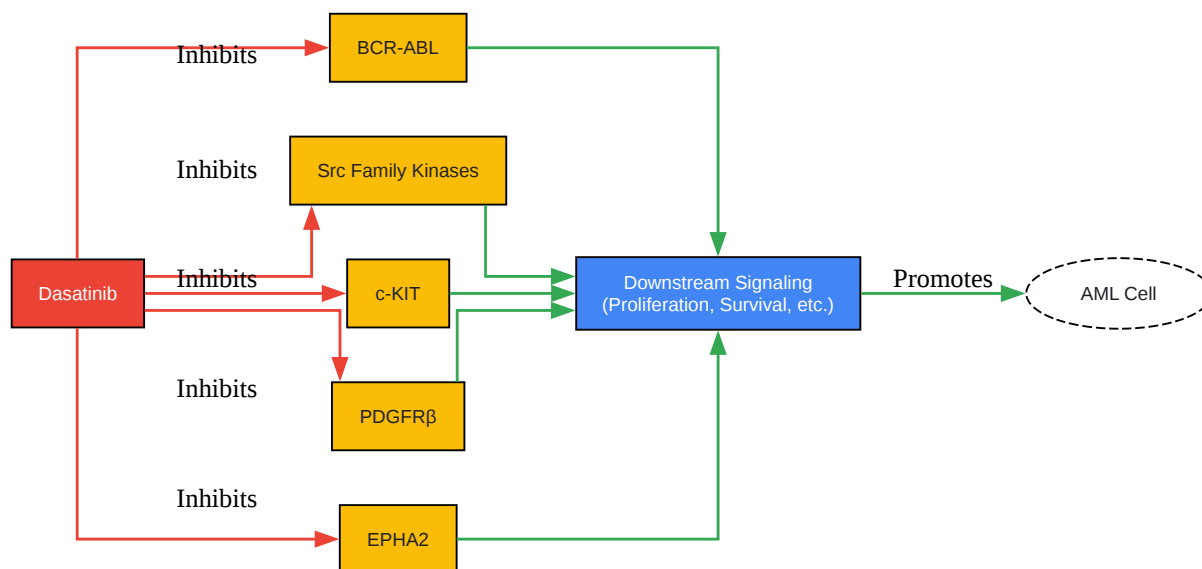 Inhibits
BCR-ABL
Inhibits
Src Family Kinases
Dasatinib
Inhibits
c-KIT
Downstream Signaling
(Proliferation, Survival, etc.)
Promotes
AML Cell
Inhibits
PDGFRβ
Inhibits
EPHA2